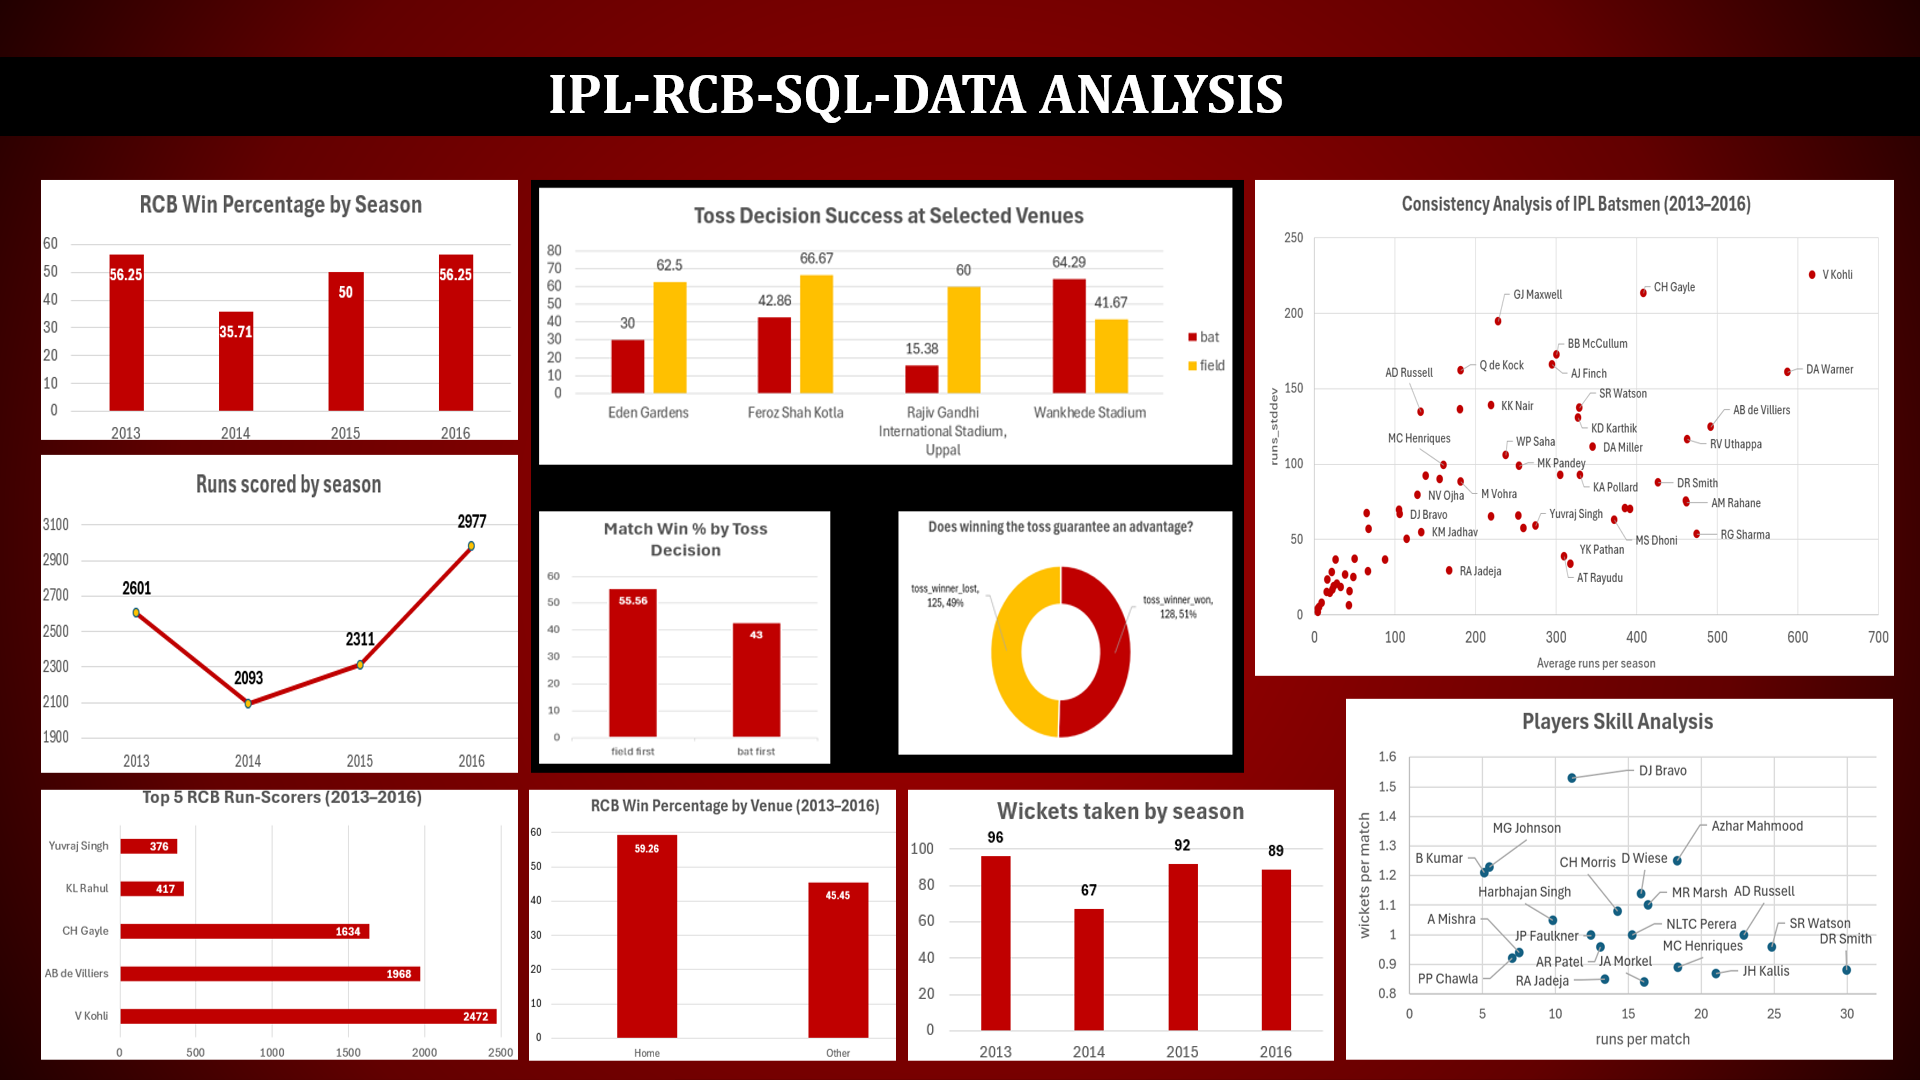 IPL-RCB-SQL-DATA ANALYSIS
RCB Win Percentage by Season
60
50
40
30
20
10
0
56.25
35.71
50
56.25
2013
2014
2015
2016
Runs scored by season
3100
2900
2700
2500
2300
2100
1900
2601
2093
2311
2977
2013
2014
2015
2016
Top 5 RCB Run-Scorers (2013–2016)
Yuvraj Singh
376
KL Rahul
417
CH Gayle
1634
AB de Villiers
1968
V Kohli
2472
0
500
1000
1500
2000
2500
Toss Decision Success at Selected Venues
80
70
60
50
40
30
20
10
0
30
62.5
42.86
66.67
15.38
60
64.29
41.67
Eden Gardens
Feroz Shah Kotla
Rajiv Gandhi
International Stadium,
Uppal
Wankhede Stadium
bat
field
Match Win % by Toss
Decision
60
50
40
30
20
10
0
55.56
43
field first
bat first
Does winning the toss guarantee an advantage?
toss_winner_lost,
125, 49%
toss_winner_won,
128, 51%
RCB Win Percentage by Venue (2013–2016)
60
50
40
30
20
10
0
59.26
45.45
Home
Other
Wickets taken by season
100
80
60
40
20
0
96
67
92
89
2013
2014
2015
2016
Consistency Analysis of IPL Batsmen (2013–2016)
250
200
150
100
50
0
runs_stddev
V Kohli
CH Gayle
GJ Maxwell
BB McCullum
Q de Kock
AJ Finch
DA Warner
AD Russell
SR Watson
KK Nair
AB de Villiers
KD Karthik
MC Henriques
WP Saha
DA Miller
RV Uthappa
MK Pandey
KA Pollard
DR Smith
NV Ojha
M Vohra
AM Rahane
DJ Bravo
Yuvraj Singh
KM Jadhav
MS Dhoni
RG Sharma
YK Pathan
RA Jadeja
AT Rayudu
0
100
200
300
400
500
600
700
Average runs per season
Players Skill Analysis
1.6
1.5
1.4
1.3
1.2
1.1
1
0.9
0.8
wickets per match
DJ Bravo
MG Johnson
Azhar Mahmood
B Kumar
CH Morris
D Wiese
Harbhajan Singh
MR Marsh
AD Russell
A Mishra
JP Faulkner
NLTC Perera
SR Watson
DR Smith
MC Henriques
AR Patel
JA Morkel
PP Chawla
RA Jadeja
JH Kallis
0
5
10
15
20
25
30
runs per match